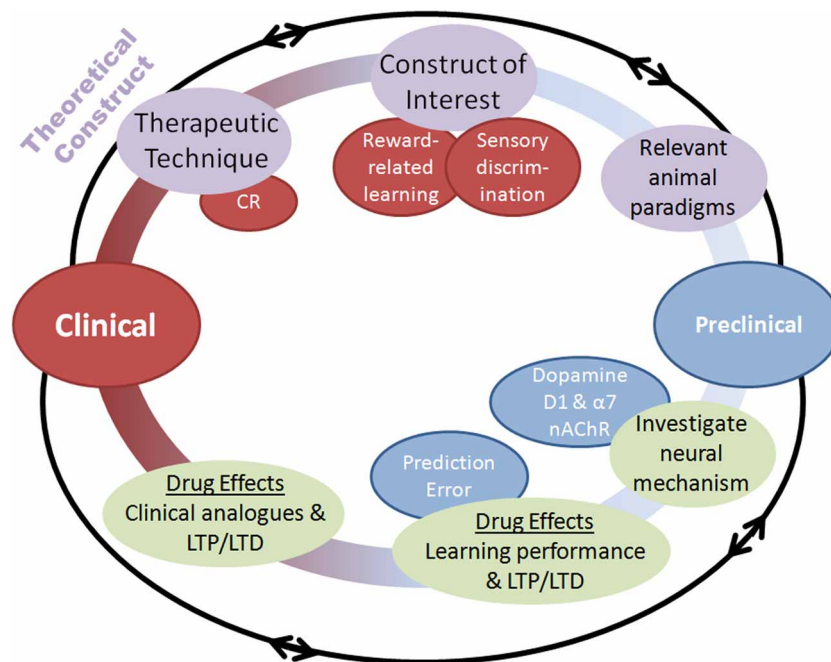 Theoretical
Construct
Construct of
Interest
Therapeutic
Technique
Reward-
related
learning
Sensory
discrim-
ination
Relevant
animal
paradigms
CR
Clinical
Preclinical
Dopamine
D1 & α7
nAChR
Investigate
neural
mechanism
Prediction
Error
Drug Effects
Clinical analogues &
LTP/LTD
Drug Effects
Learning performance
& LTP/LTD